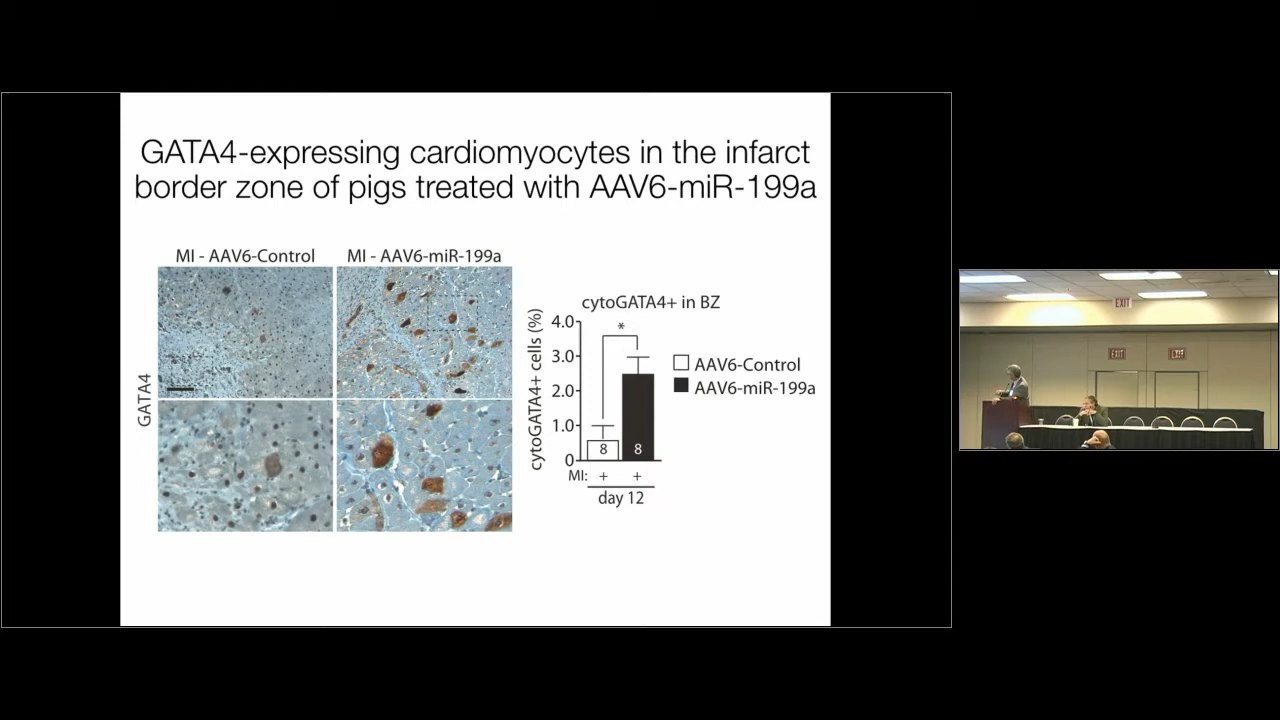 GATA4-expressing cardiomyocytes in the infarct
border zone of pigs treated with AAV6-miR-199a
MI - AAV6-Control
MI - AAV6-miR-199a
GATA4
cytoGATA4+ in BZ
cytoGATA4+ cells (%)
4.0
3.0
2.0
1.0
0
*
8
8
MI: + +
day 12
AAV6-Control
AAV6-miR-199a
EXIT
EXIT
EXIT